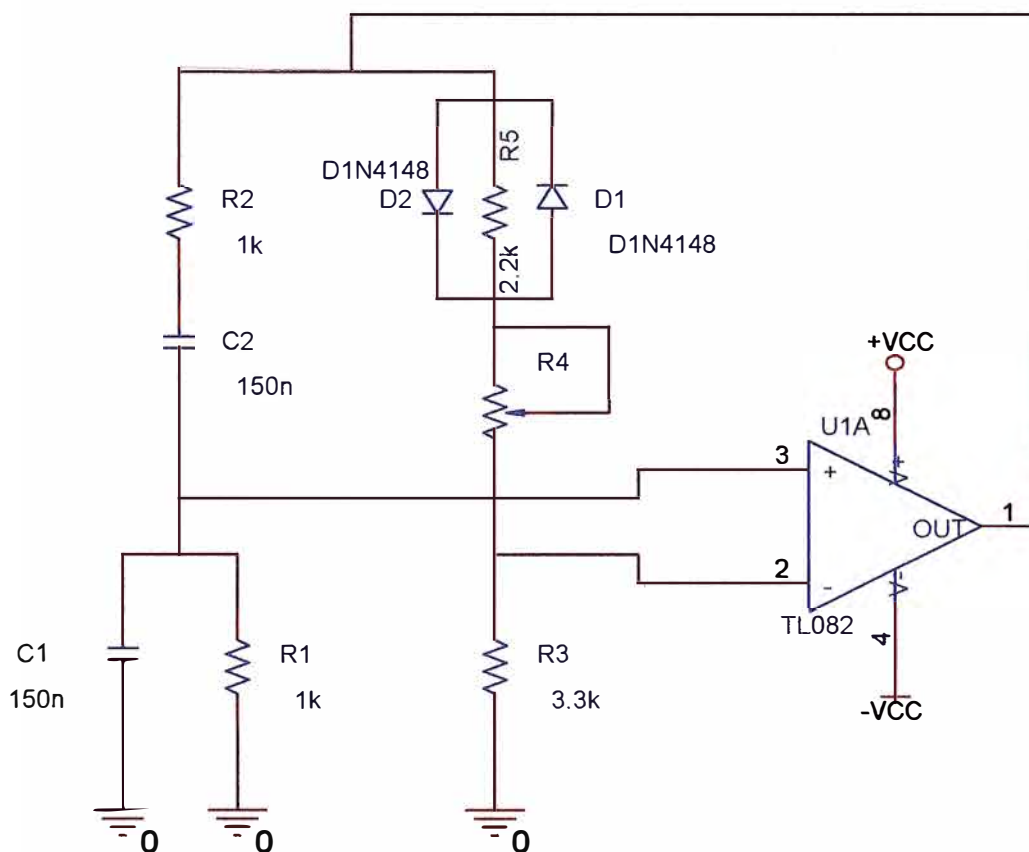 R5
D1N4148
D2
D1
R2
1k
2.2k
D1N4148
C2
150n
R4
+VCC
8
U1A
V+
3
+
OUT
1
2
-
V-
TL082
4
-VCC
C1
150n
R1
1k
R3
3.3k
0
0
0